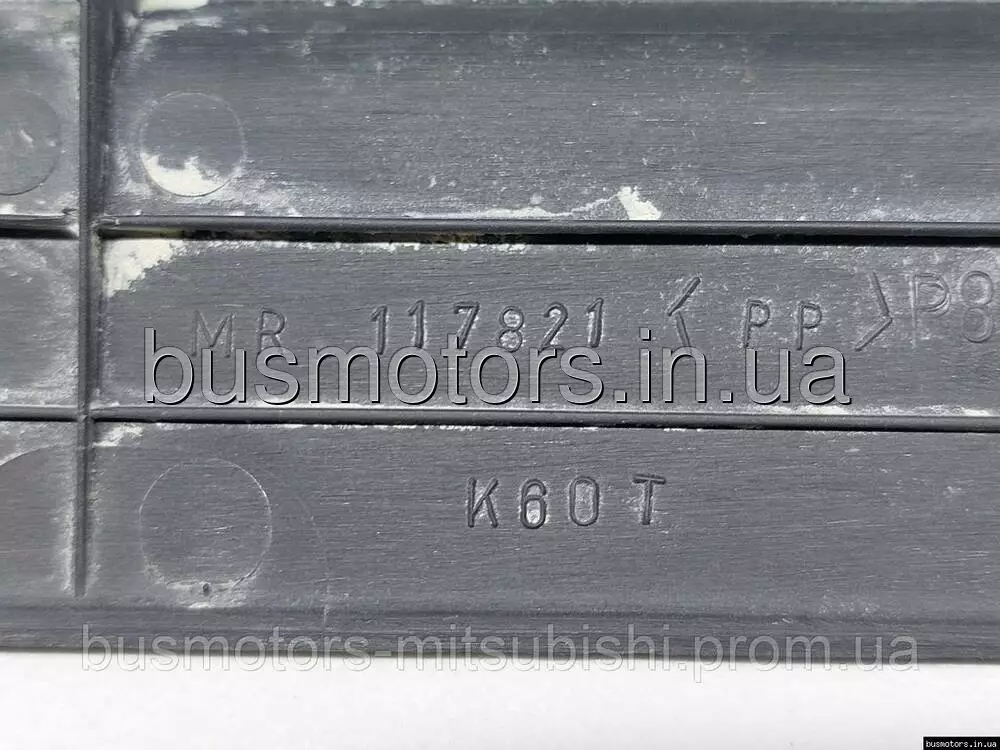 MR 117821 <PP>P8
busmotors.in.ua
K60T
busmotors-mitsubishi.prom.ua
busmotors.in.ua